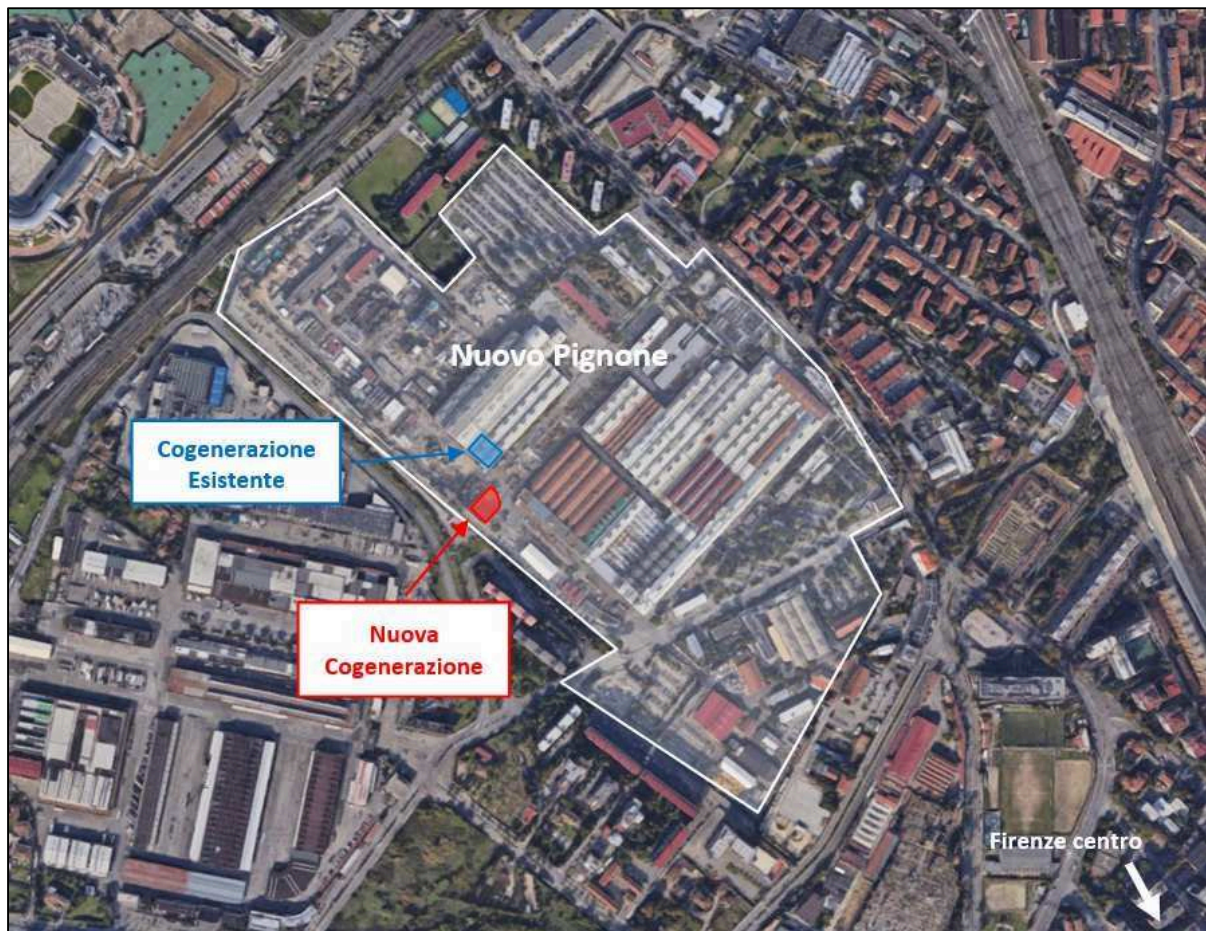 Nuovo Pignone
Cogenerazione
Esistente
Nuova
Cogenerazione
Firenze centro